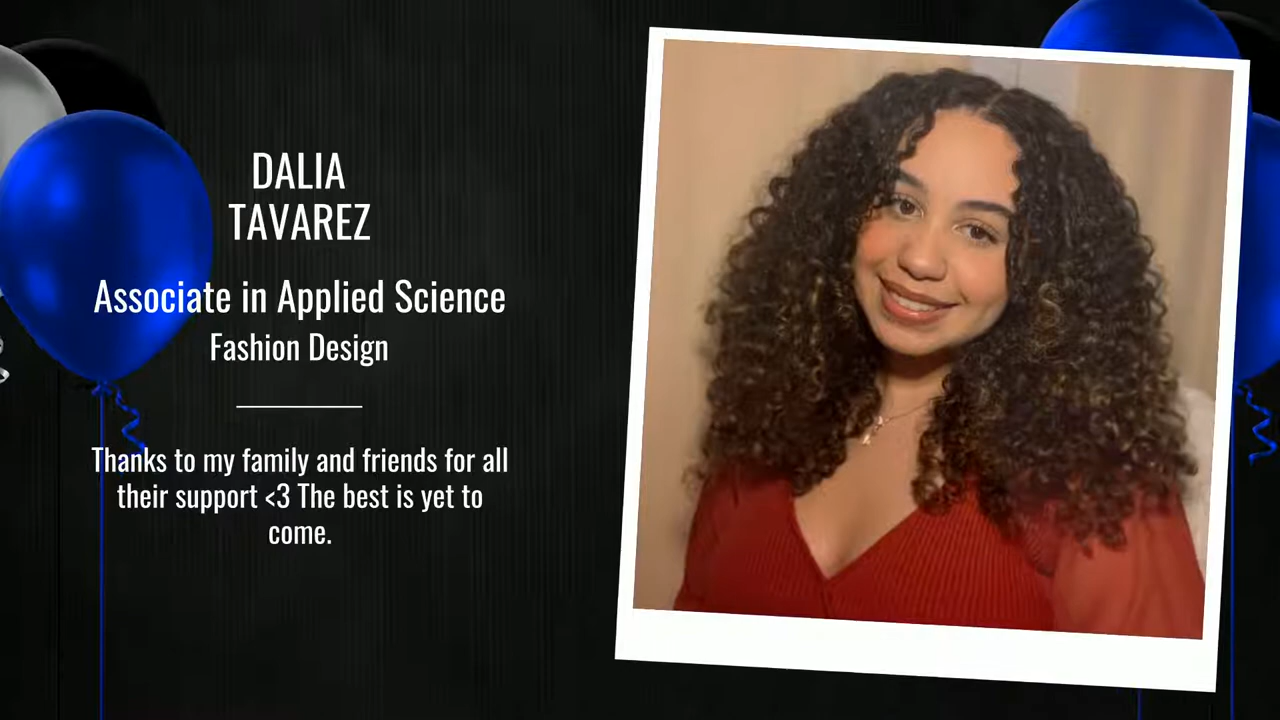 DALIA
TAVAREZ
Associate in Applied Science
Fashion Design
Thanks to my family and friends for all
their support <3 The best is yet to
come.